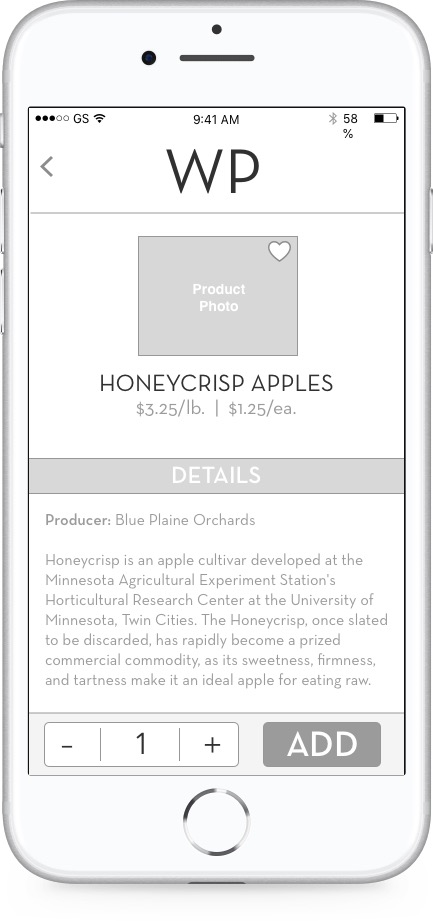 GS 9:41 AM 58
%
WP
Product
Photo
HONEYCRISP APPLES
$3.25/lb. | $1.25/ea.
DETAILS
Producer: Blue Plaine Orchards
Honeycrisp is an apple cultivar developed at the
Minnesota Agricultural Experiment Station's
Horticultural Research Center at the University of
Minnesota, Twin Cities. The Honeycrisp, once slated
to be discarded, has rapidly become a prized
commercial commodity, as its sweetness, firmness,
and tartness make it an ideal apple for eating raw.
- 1 + ADD